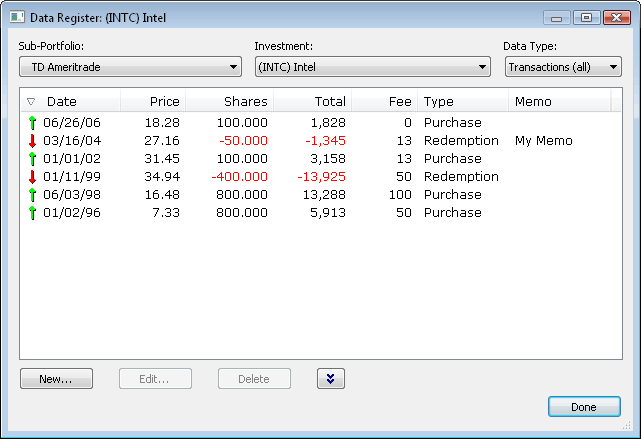 Data Register: (INTC) Intel
Sub-Portfolio: Investment: Data Type:
TD Ameritrade (INTC) Intel Transactions (all)
Date Price Shares Total Fee Type Memo
06/26/06 18.28 100.000 1,828 0 Purchase
03/16/04 27.16 -50.000 -1,345 13 Redemption My Memo
01/01/02 31.45 100.000 3,158 13 Purchase
01/11/99 34.94 -400.000 -13,925 50 Redemption
06/03/98 16.48 800.000 13,288 100 Purchase
01/02/96 7.33 800.000 5,913 50 Purchase
New... Edit... Delete
Done